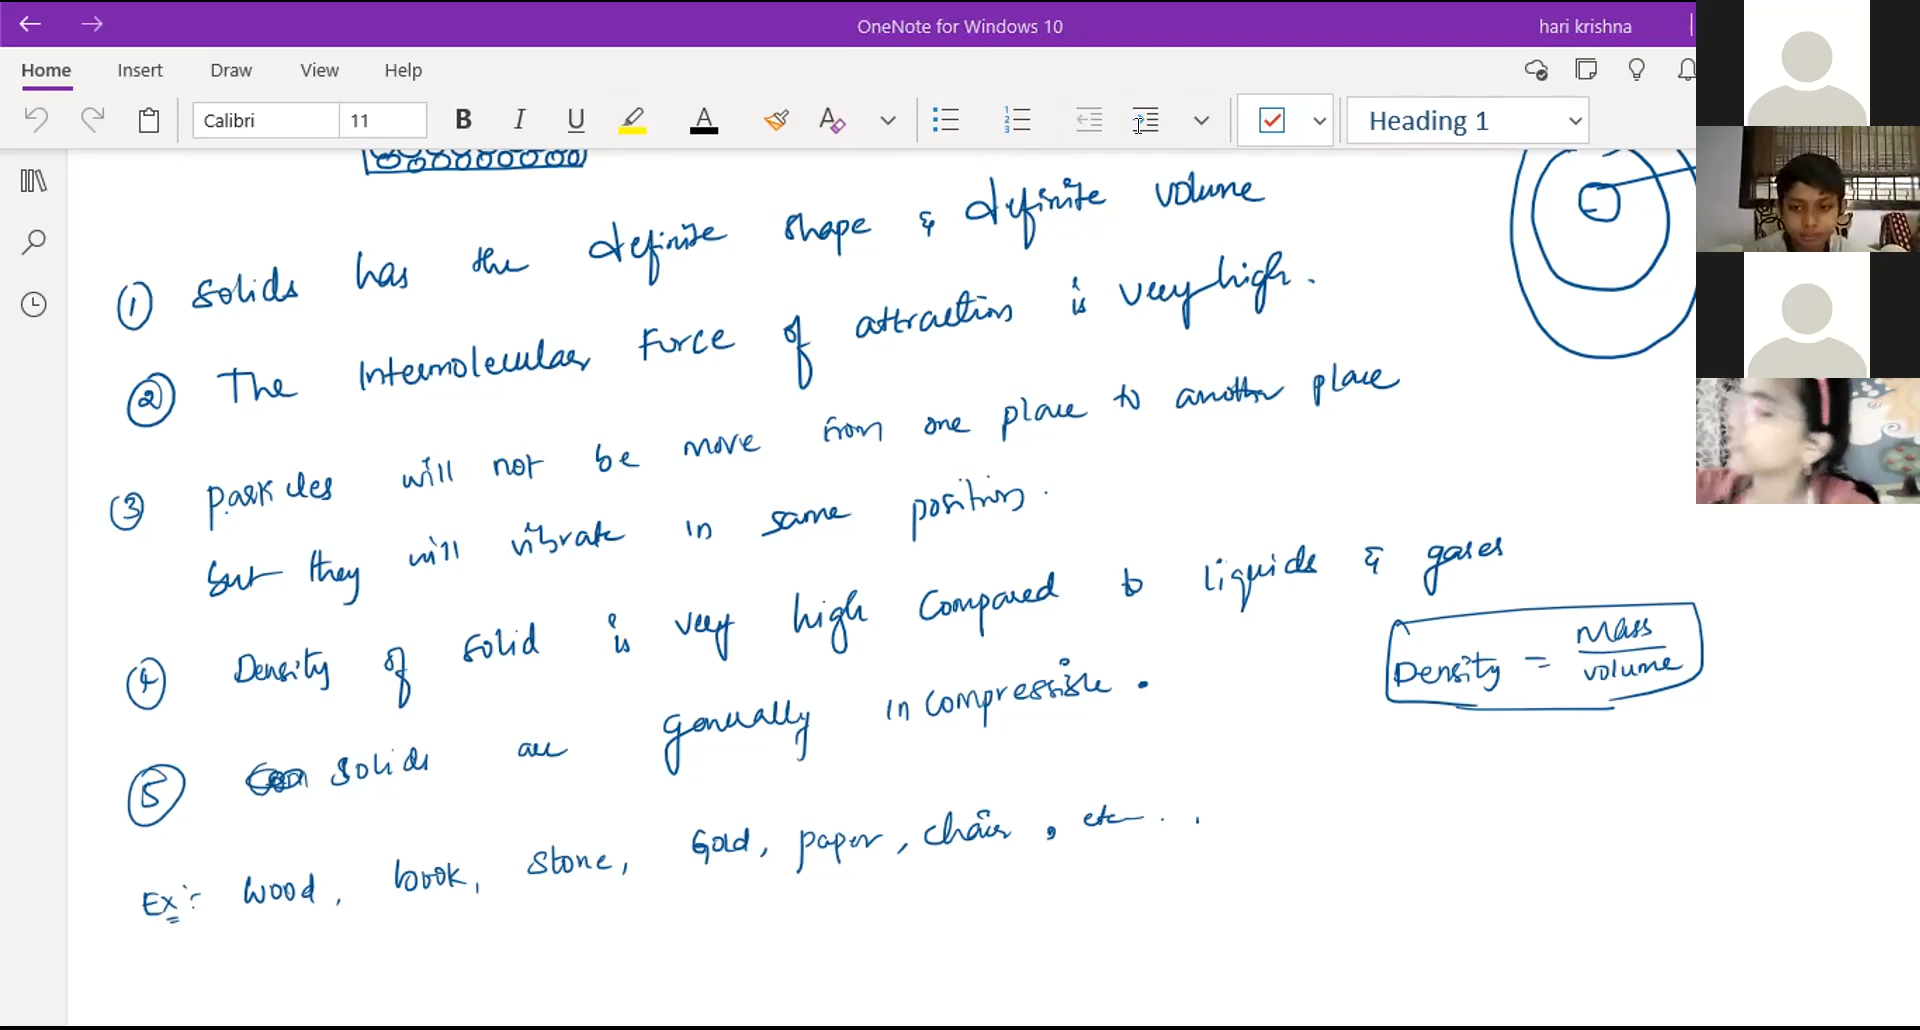 OneNote for Windows 10
hari krishna
Home Insert Draw View Help
Calibri 11 B I U A A Heading 1
① Solids has the definite shape & definite volume
② The Intermolecular Force of attraction is very high.
③ particles will not be move from one place to another place
but they will vibrate in same position.
④ Density of solid is very high compared to liquids & gases
Density = Mass
volume
⑤ solids are generally incompressible.
Ex:- wood, book, stone, Gold, paper, chair, etc...